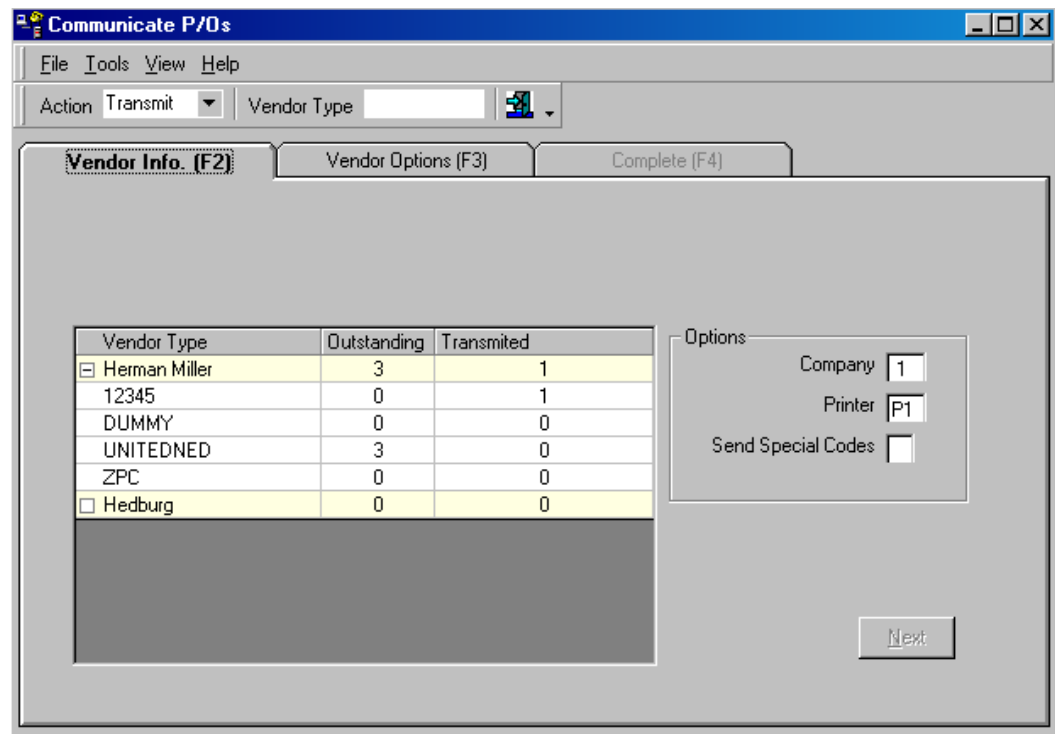 Communicate P/Os
File Tools View Help
Action Transmit Vendor Type
Vendor Info. (F2) Vendor Options (F3) Complete (F4)
Vendor Type Outstanding Transmited
Herman Miller 3 1
12345 0 1
DUMMY 0 0
UNITEDNED 3 0
ZPC 0 0
Hedburg 0 0
Options
Company 1
Printer P1
Send Special Codes
Next